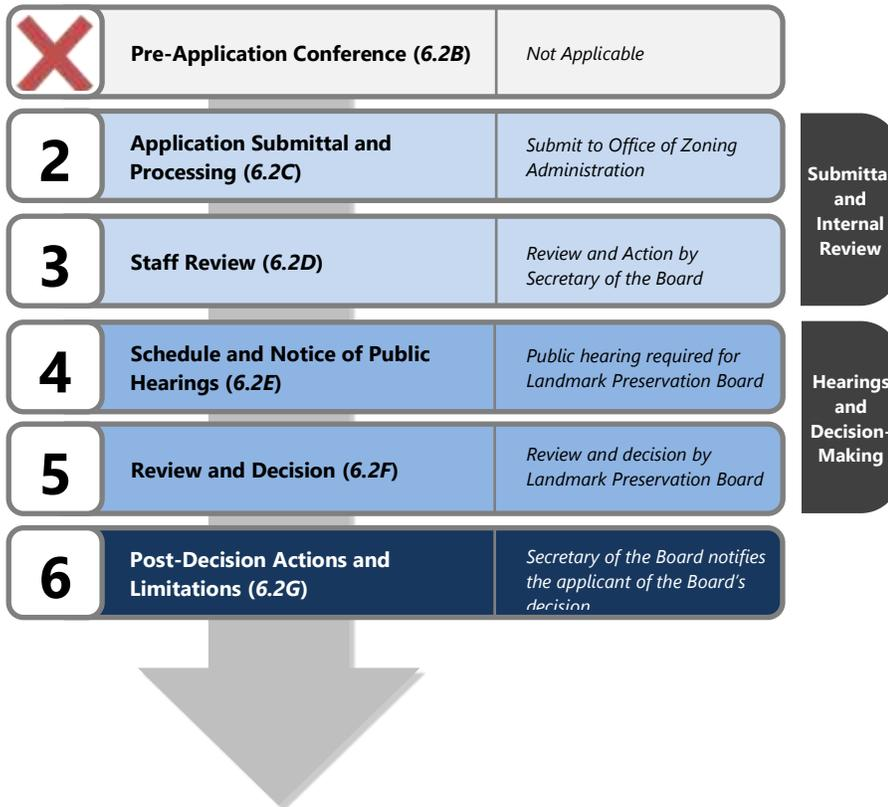 Pre-Application Conference (6.2B)
Not Applicable
2
Application Submittal and
Processing (6.2C)
Submit to Office of Zoning
Administration
3
Staff Review (6.2D)
Review and Action by
Secretary of the Board
Submitta
and
Internal
Review
4
Schedule and Notice of Public
Hearings (6.2E)
Public hearing required for
Landmark Preservation Board
5
Review and Decision (6.2F)
Review and decision by
Landmark Preservation Board
Hearings
and
Decision-
Making
6
Post-Decision Actions and
Limitations (6.2G)
Secretary of the Board notifies
the applicant of the Board's
decision